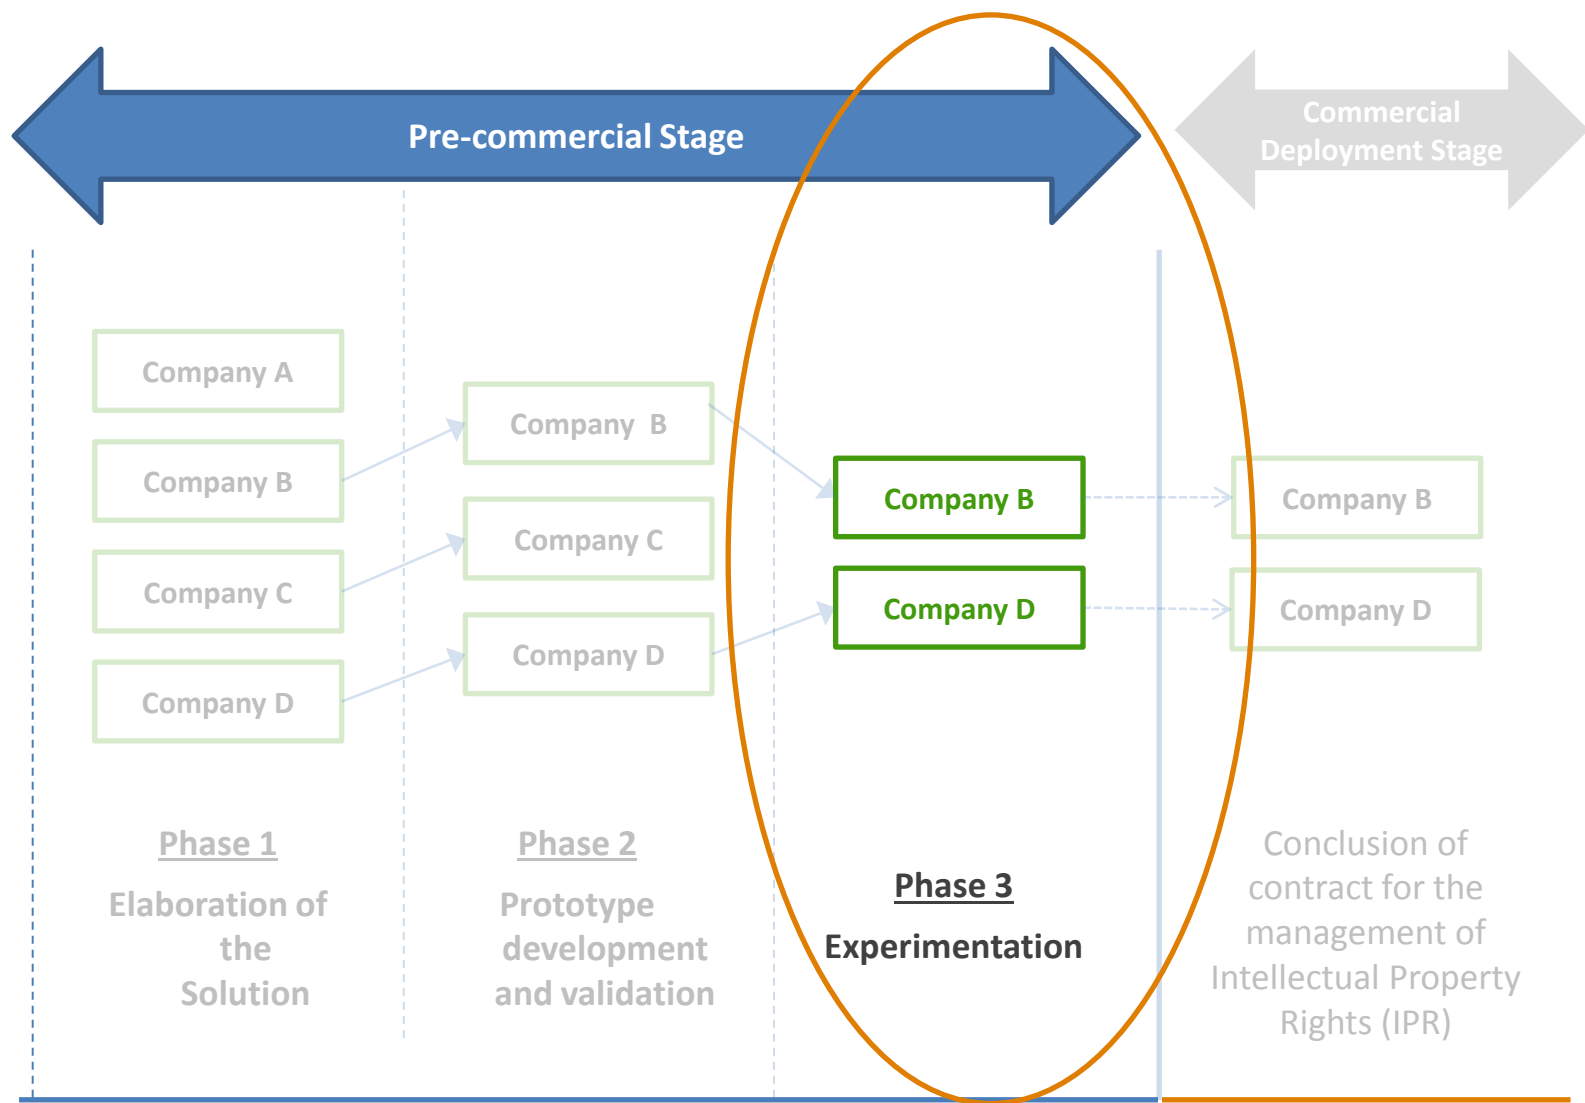 Pre-commercial Stage
Commercial
Deployment Stage
Company A
Company B
Company C
Company D
Phase 1
Elaboration of
the
Solution
Company B
Company C
Company D
Phase 2
Prototype
development
and validation
Company B
Company D
Phase 3
Experimentation
Company B
Company D
Conclusion of
contract for the
management of
Intellectual Property
Rights (IPR)